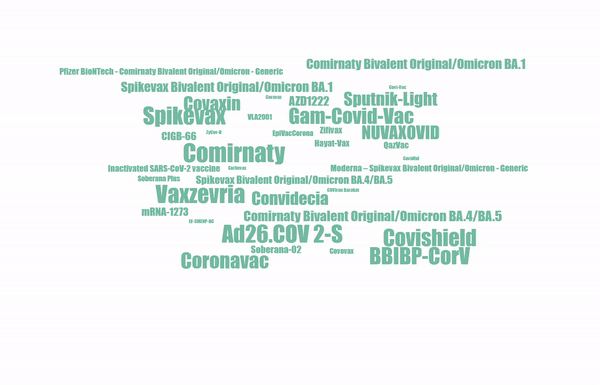 Comirnarty Bivalent Original/Omicron BA.1
Pfizer BioNTech - Comirnaty Bivalent Original/Omicron - Generic
Spikevax Bivalent Original/Omicron BA.1
Covaxin
AZD1222
Sputnik-Light
Spikevax
VLA2001
Gam-Covid-Vac
CIGB-66
EpiVacCorona
Zifivax
NUVAXOVID
Hayat-Vax
QazVac
Comirnaty
Inactivated SARS-CoV-2 vaccine
Moderna – Spikevax Bivalent Original/Omicron - Generic
Soberana Plus
Spikevox Bivalent Original/Omicron BA.4/BA.5
Vaxzevria
Convidecia
mRNA-1273
Comirnaty Bivalent Original/Omicron BA.4/BA.5
Ad26.COV 2-S
Covishield
Soberana-02
Covovax
BBIBP-CorV
Coronavac